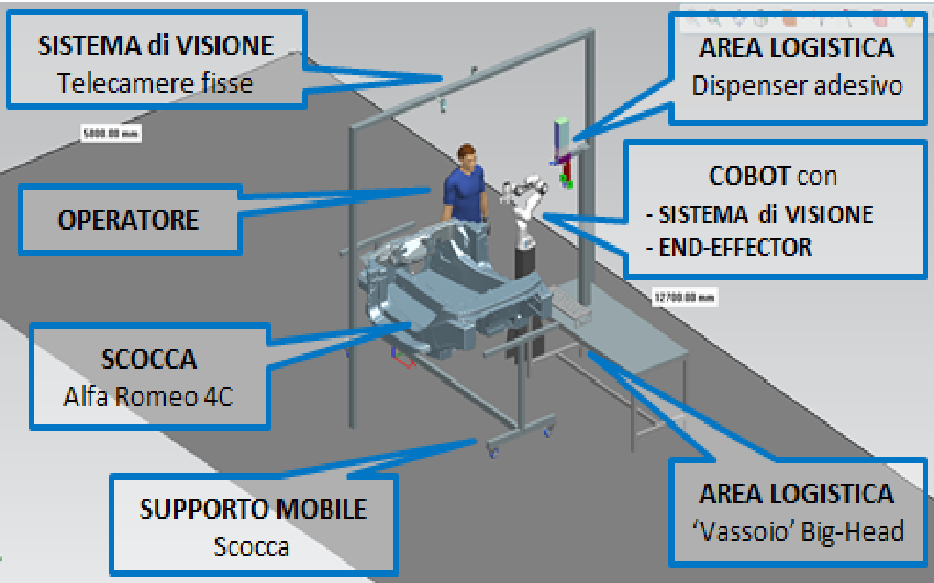 SISTEMA di VISIONE
Telecamere fisse
AREA LOGISTICA
Dispenser adesivo
5000.00 mm
COBOT con
- SISTEMA di VISIONE
- END-EFFECTOR
OPERATORE
12700.00 mm
SCOCCA
Alfa Romeo 4C
AREA LOGISTICA
‘Vassoio’ Big-Head
SUPPORTO MOBILE
Scocca